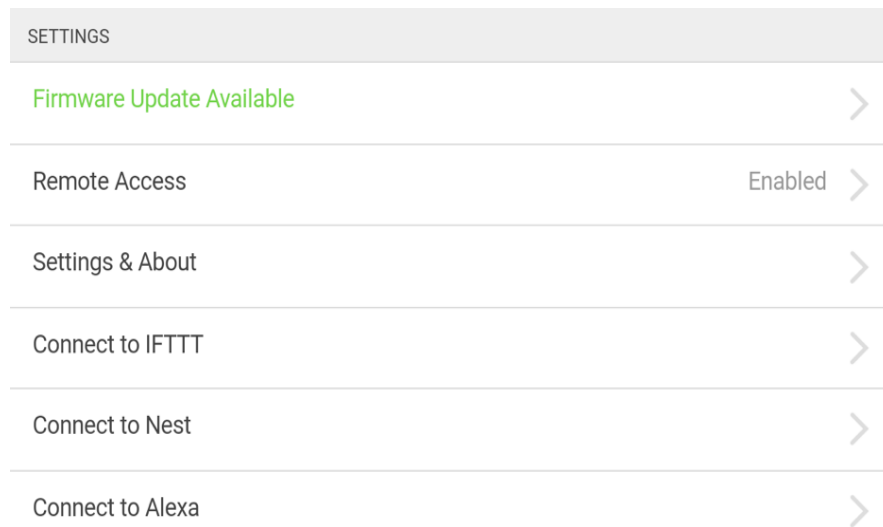 SETTINGS
Firmware Update Available
Remote Access Enabled
Settings & About
Connect to IFTTT
Connect to Nest
Connect to Alexa